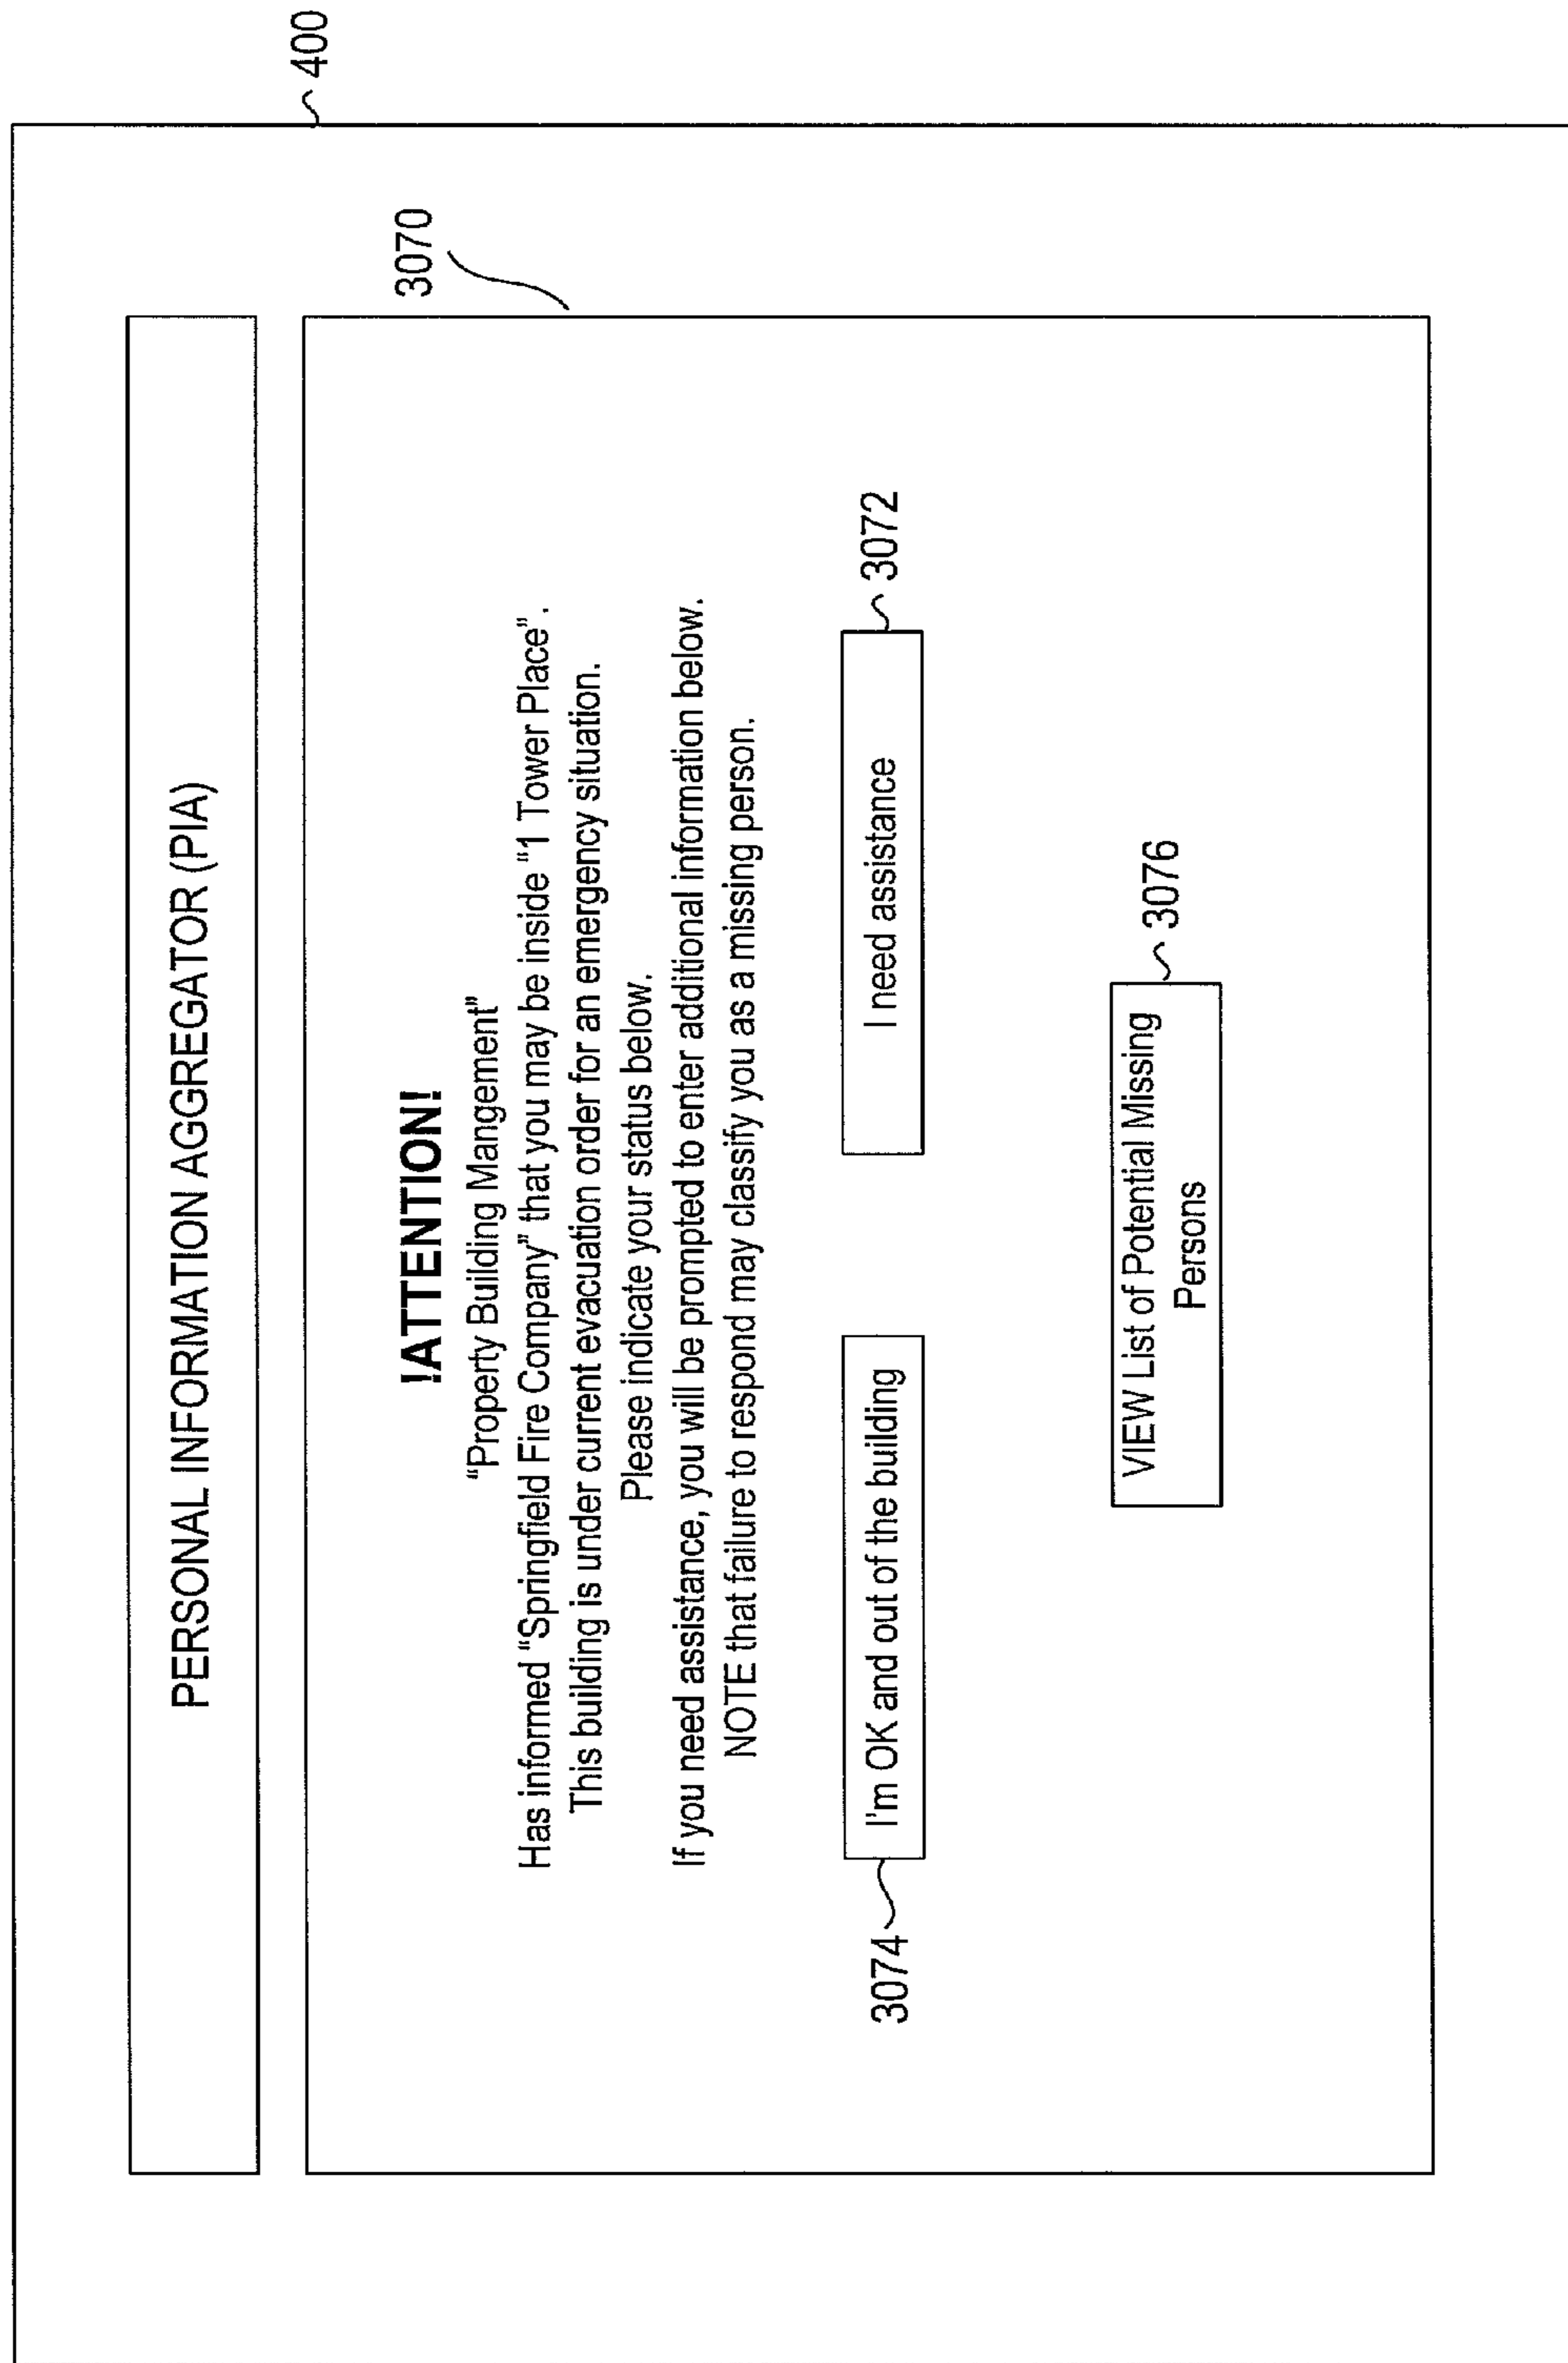 400
PERSONAL INFORMATION AGGREGATOR (PIA)
3070
!ATTENTION!
“Property Building Mangement”
Has informed “Springfield Fire Company” that you may be inside “1 Tower Place”.
This building is under current evacuation order for an emergency situation.
Please indicate your status below.
If you need assistance, you will be prompted to enter additional information below.
NOTE that failure to respond may classify you as a missing person.
3074
I'm OK and out of the building
I need assistance
3072
VIEW List of Potential Missing
Persons
3076